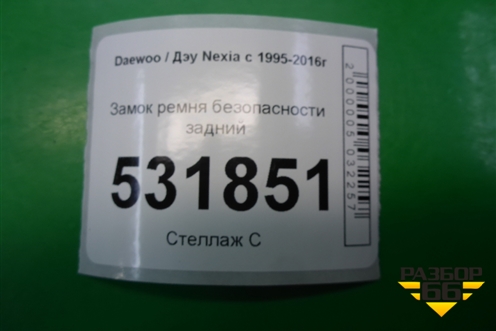 Daewoo / Дэу Nexia с 1995-2016г
Замок ремня безопасности
задний
531851
Стеллаж С
2000005032257
РАЗБОР
66